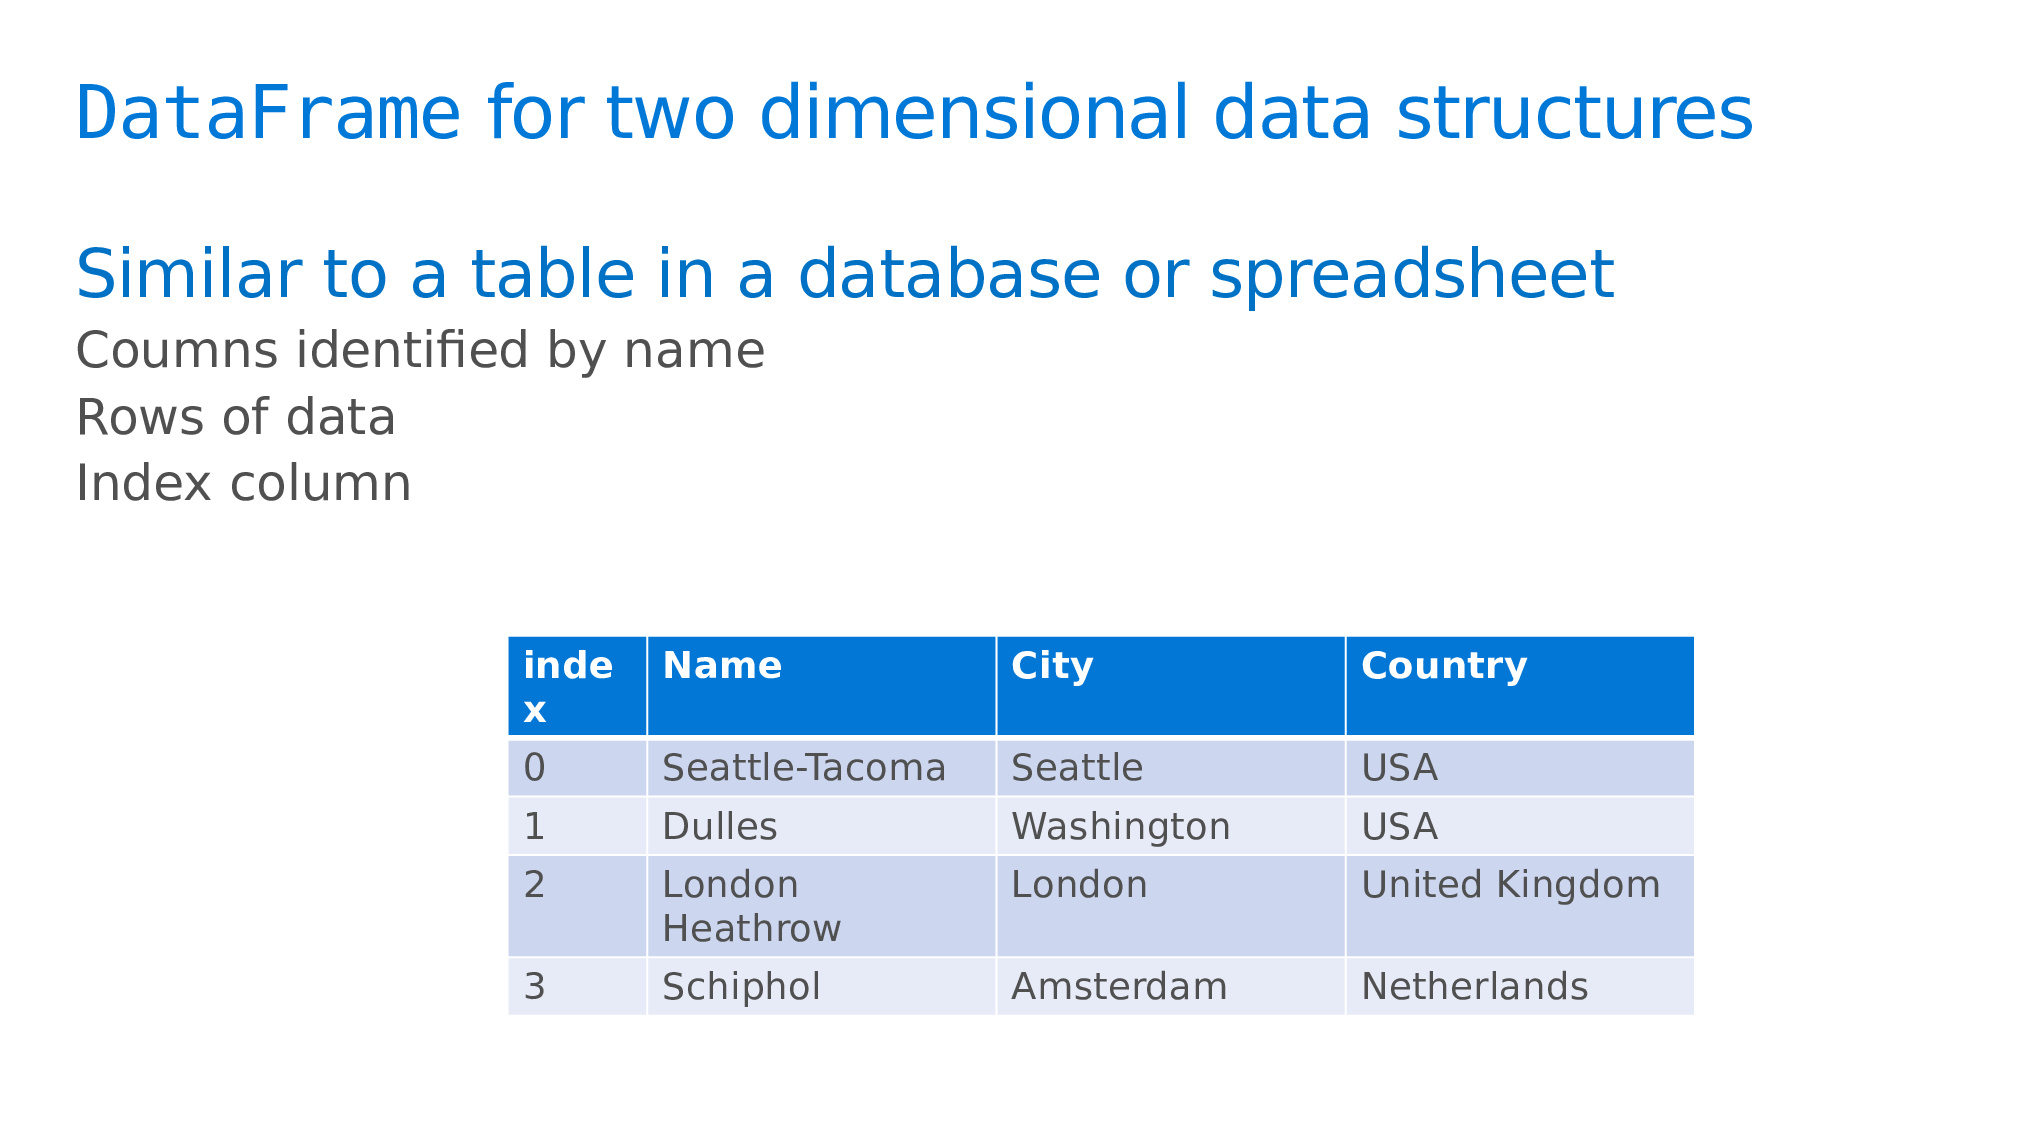 DataFrame for two dimensional data structures
Similar to a table in a database or spreadsheet
Coumns identified by name
Rows of data
Index column
inde
x Name City Country
0 Seattle-Tacoma Seattle USA
1 Dulles Washington USA
2 London London United Kingdom
Heathrow
3 Schiphol Amsterdam Netherlands